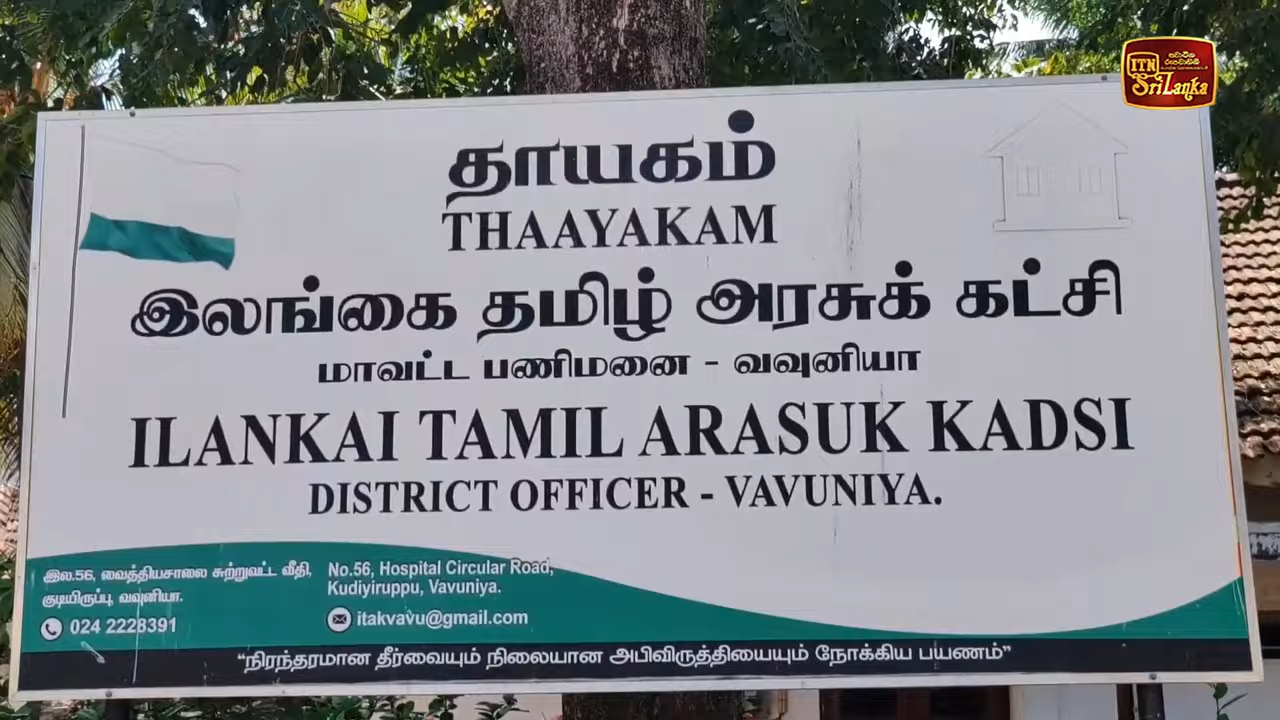 ITN
Sri Lanka
தாயகம்
THAAYAKAM
இலங்கை தமிழ் அரசுக் கட்சி
மாவட்ட பணிமனை - வவுனியா
ILANKAI TAMIL ARASUK KADSI
DISTRICT OFFICER - VAVUNIYA.
இல.56, வைத்தியசாலை சுற்றுவட்ட வீதி,
குடியிருப்பு, வவுனியா.
024 2228391
No.56, Hospital Circular Road,
Kudiyiruppu, Vavuniya.
itakvavu@gmail.com
“நிரந்தரமான தீர்வையும் நிலையான அபிவிருத்தியையும் நோக்கிய பயணம்”